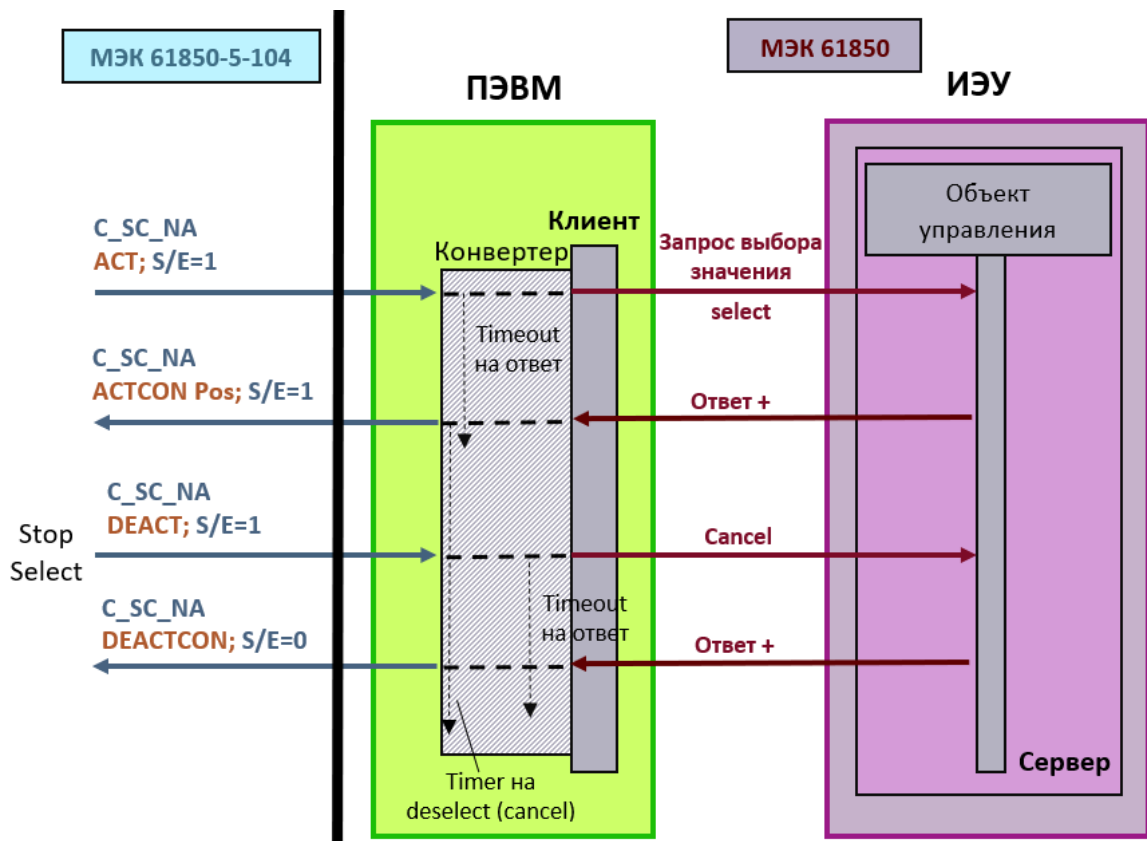 МЭК 61850-5-104
МЭК 61850
ПЭВМ
ИЭУ
Объект
управления
Клиент
Конвертер
C_SC_NA
ACT; S/E=1
Запрос выбора
значения
select
Timeout
на ответ
C_SC_NA
ACTCON Pos; S/E=1
Ответ +
C_SC_NA
DEACT; S/E=1
Stop
Select
Cancel
Timeout
на ответ
C_SC_NA
DEACTCON; S/E=0
Ответ +
Сервер
Timer на
deselect (cancel)